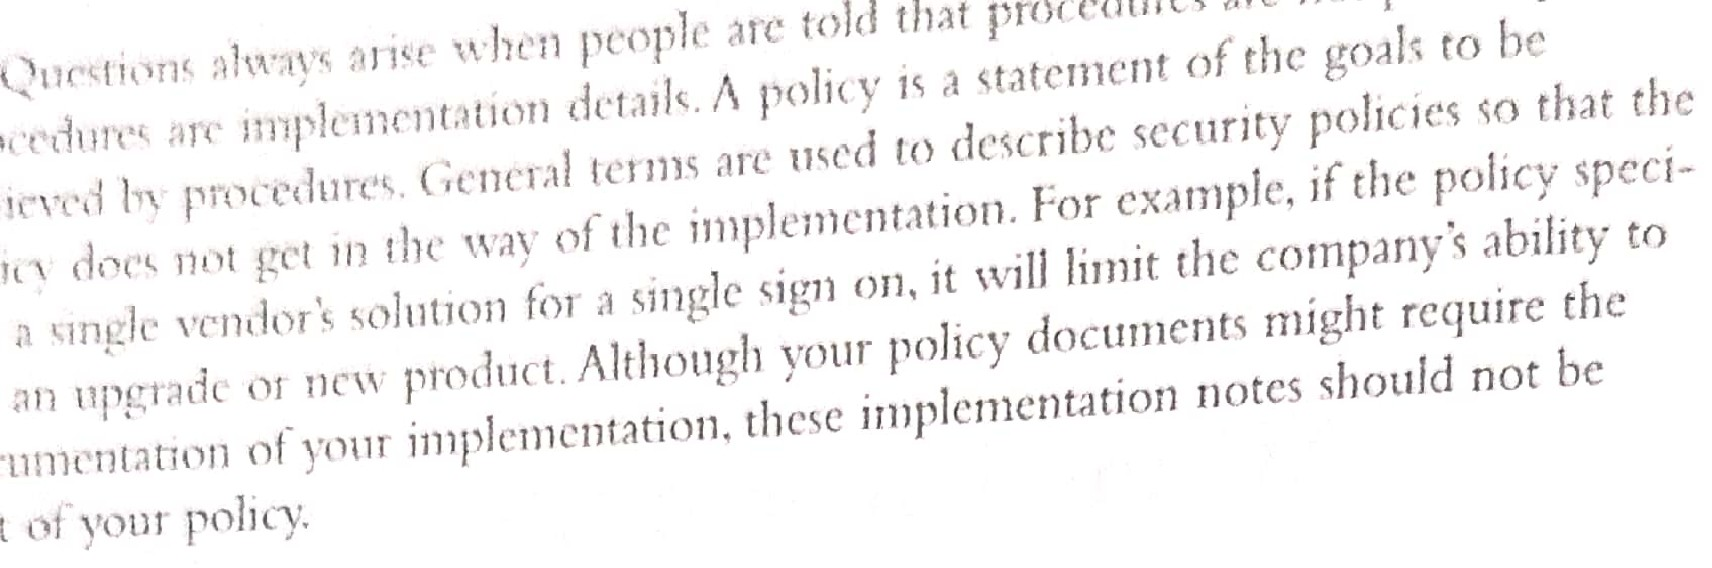 Questions always arise when people are told that procedures are
cedures are implementation details. A policy is a statement of the goals to be
ieved by procedures. General terms are used to describe security policies so that the
icy does not get in the way of the implementation. For example, if the policy speci-
a single vendor's solution for a single sign on, it will limit the company's ability to
an upgrade or new product. Although your policy documents might require the
umentation of your implementation, these implementation notes should not be
t of your policy.